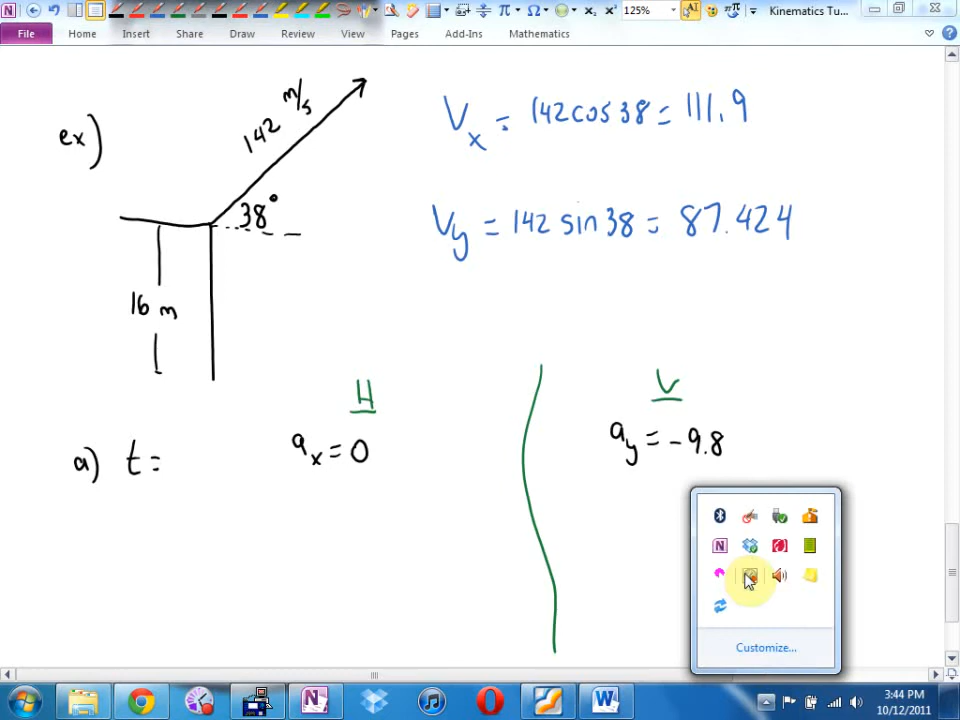 125%
Kinematics Tu...
File Home Insert Share Draw Review View Pages Add-Ins Mathematics
ex)
142 m/s
38°
16 m
Vx = 142cos38 = 111.9
Vy = 142 sin 38 = 87.424
H
V
a) t=
ax = 0
ay = -9.8
Customize...
3:44 PM
10/12/2011